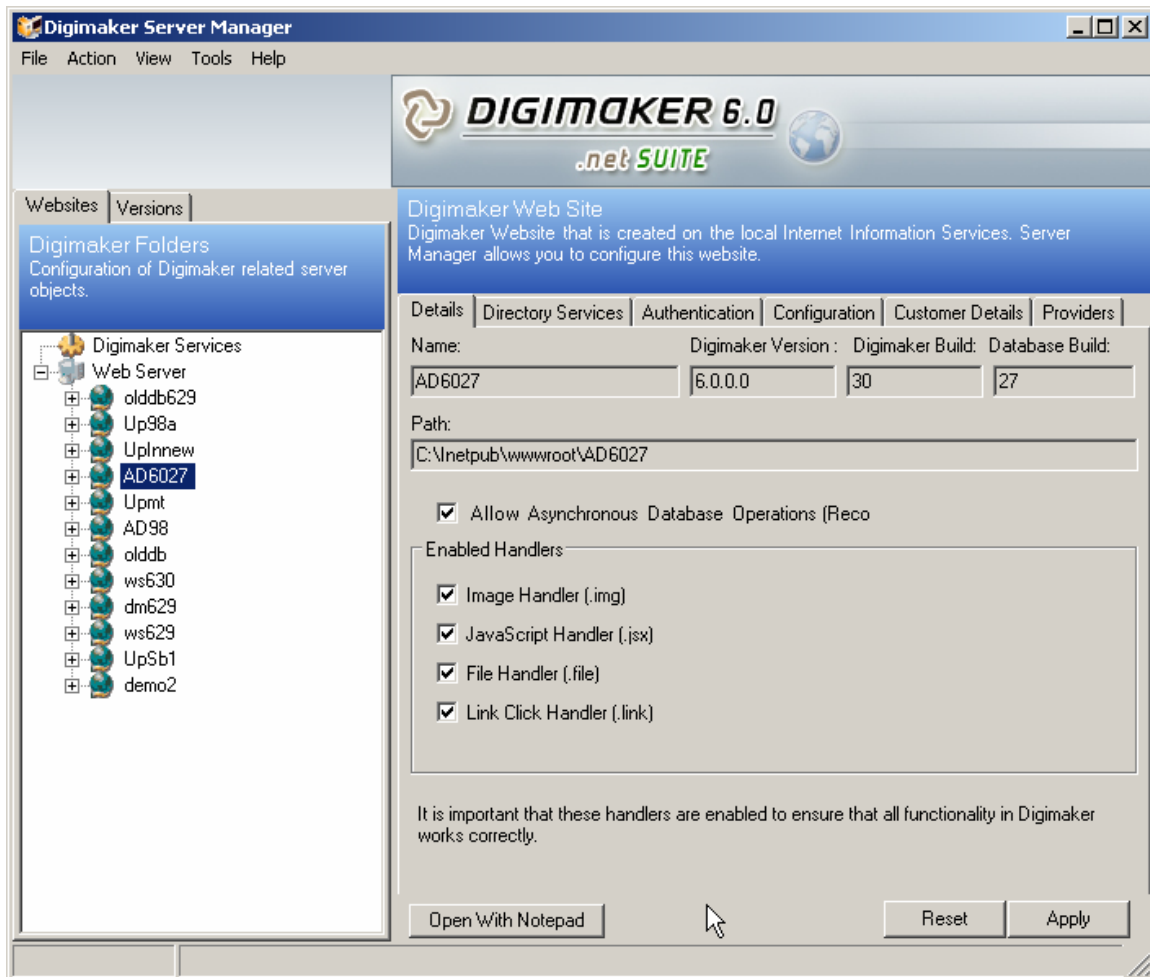 Digimaker Server Manager
File Action View Tools Help
DIGIMAKER 6.0
.net SUITE
Websites Versions
Digimaker Folders
Configuration of Digimaker related server
objects.
Digimaker Services
Web Server
olddb629
Up98a
UpInnew
AD6027
Upmt
AD98
olddb
ws630
dm629
ws629
UpSb1
demo2
Digimaker Web Site
Digimaker Website that is created on the local Internet Information Services. Server
Manager allows you to configure this website.
Details Directory Services Authentication Configuration Customer Details Providers
Name: Digimaker Version : Digimaker Build: Database Build:
AD6027 6.0.0.0 30 27
Path:
C:\Inetpub\wwwroot\AD6027
Allow Asynchronous Database Operations (Reco
Enabled Handlers
Image Handler (.img)
JavaScript Handler (.jsx)
File Handler (.file)
Link Click Handler (.link)
It is important that these handlers are enabled to ensure that all functionality in Digimaker
works correctly.
Open With Notepad Reset Apply